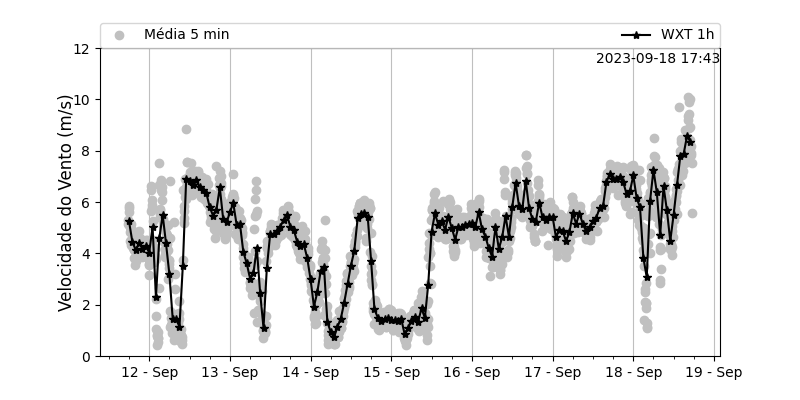 Média 5 min WXT 1h
2023-09-18 17:43
Velocidade do Vento (m/s)
12
10
8
6
4
2
0
12 - Sep 13 - Sep 14 - Sep 15 - Sep 16 - Sep 17 - Sep 18 - Sep 19 - Sep